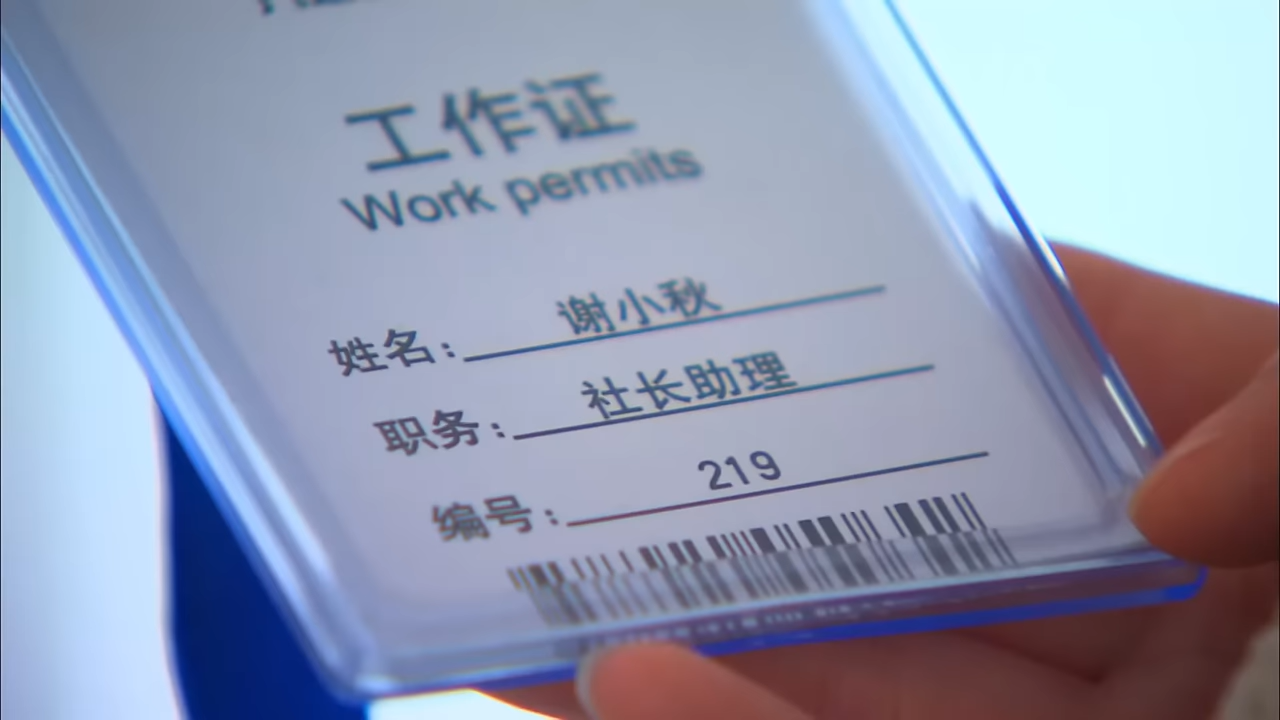 工作证
Work permits
姓名：谢小秋
职务：社长助理
编号：219